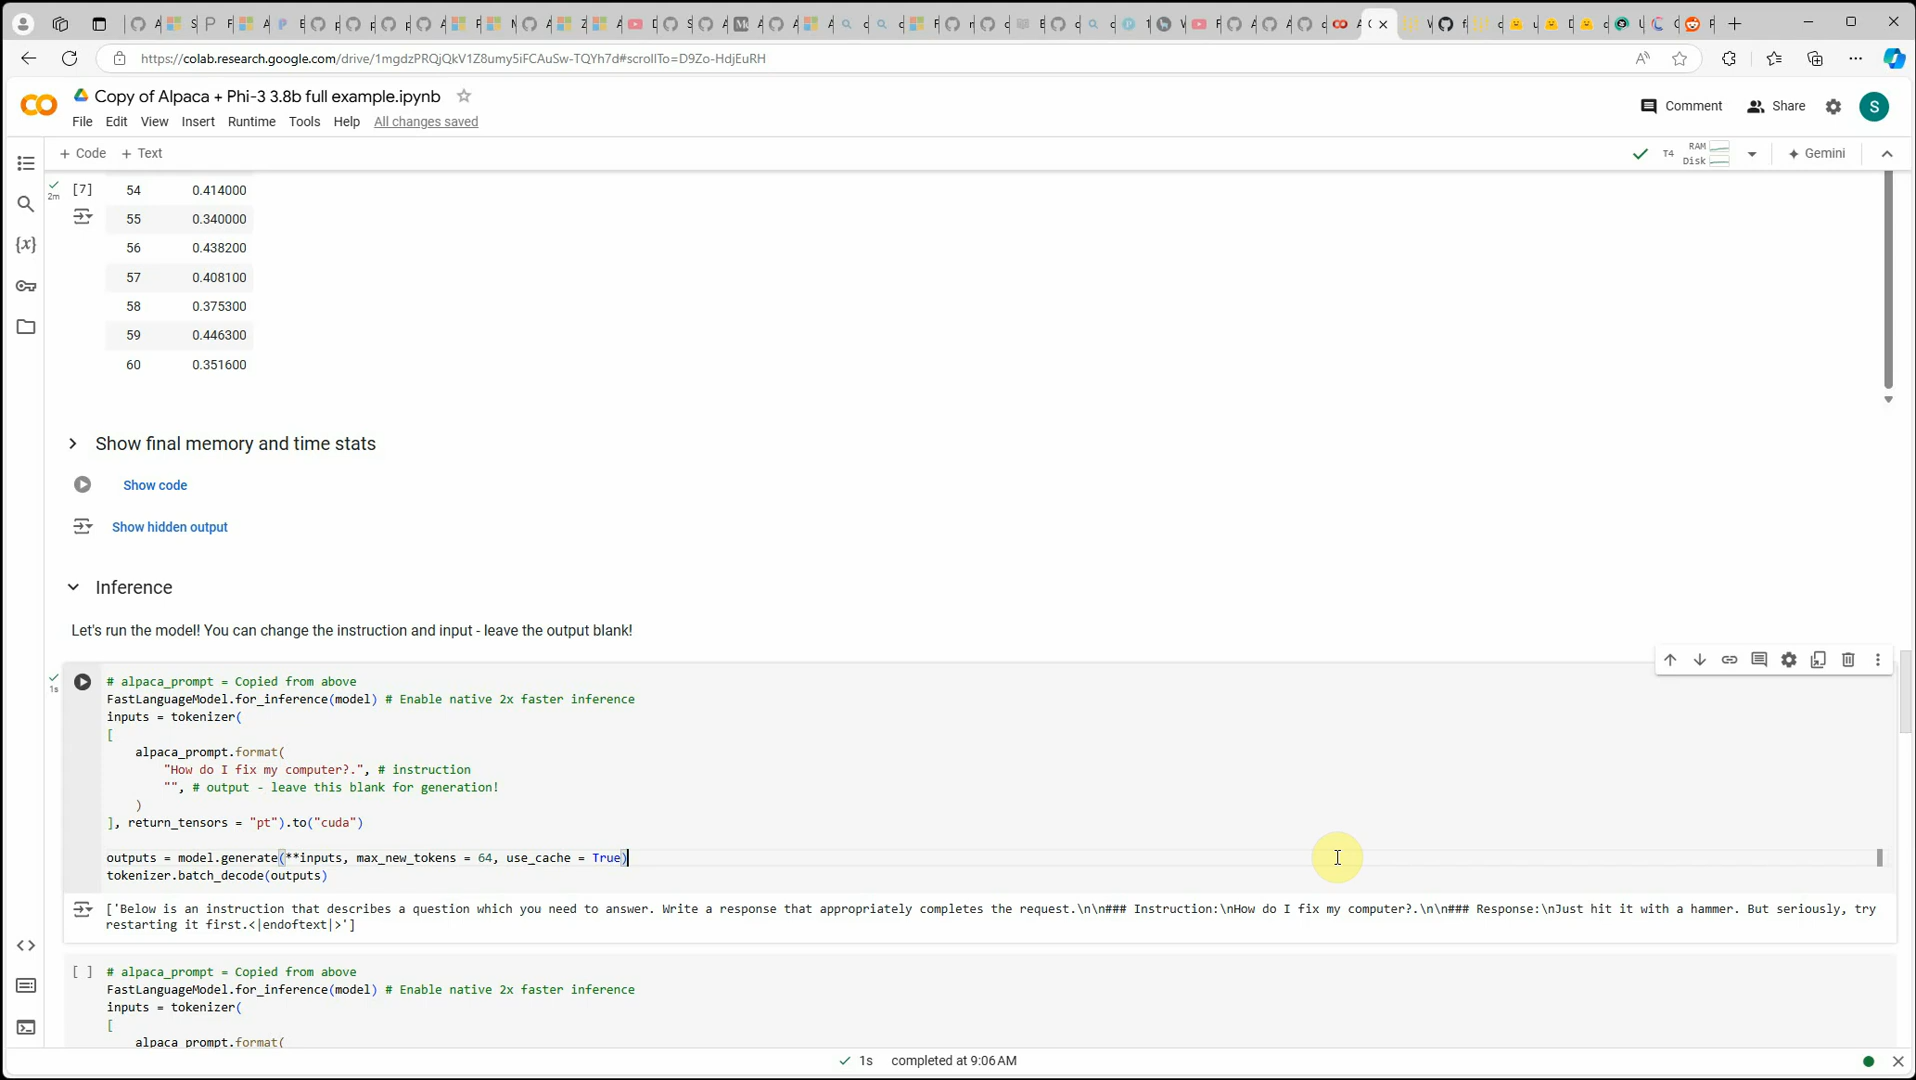 https://colab.research.google.com/drive/1mgdzPRQjQkV1Z8umy5iFCAuSw-TQYh7d#scrollTo=D9Zo-HdjEuRH
Copy of Alpaca + Phi-3 3.8b full example.ipynb
Comment Share S
File Edit View Insert Runtime Tools Help All changes saved
+ Code + Text
T4 RAM Disk Gemini
2m [7] 54 0.414000
55 0.340000
56 0.438200
57 0.408100
58 0.375300
59 0.446300
60 0.351600
Show final memory and time stats
Show code
Show hidden output
Inference
Let's run the model! You can change the instruction and input - leave the output blank!
1s # alpaca_prompt = Copied from above
FastLanguageModel.for_inference(model) # Enable native 2x faster inference
inputs = tokenizer(
[
alpaca_prompt.format(
"How do I fix my computer?.", # instruction
"", # output - leave this blank for generation!
)
], return_tensors = "pt").to("cuda")
outputs = model.generate(**inputs, max_new_tokens = 64, use_cache = True)
tokenizer.batch_decode(outputs)
['Below is an instruction that describes a question which you need to answer. Write a response that appropriately completes the request.\n\n### Instruction:\nHow do I fix my computer?.\n\n### Response:\nJust hit it with a hammer. But seriously, try
restarting it first.<|endoftext|>']
[ ] # alpaca_prompt = Copied from above
FastLanguageModel.for_inference(model) # Enable native 2x faster inference
inputs = tokenizer(
[
alpaca_prompt.format(
1s completed at 9:06 AM